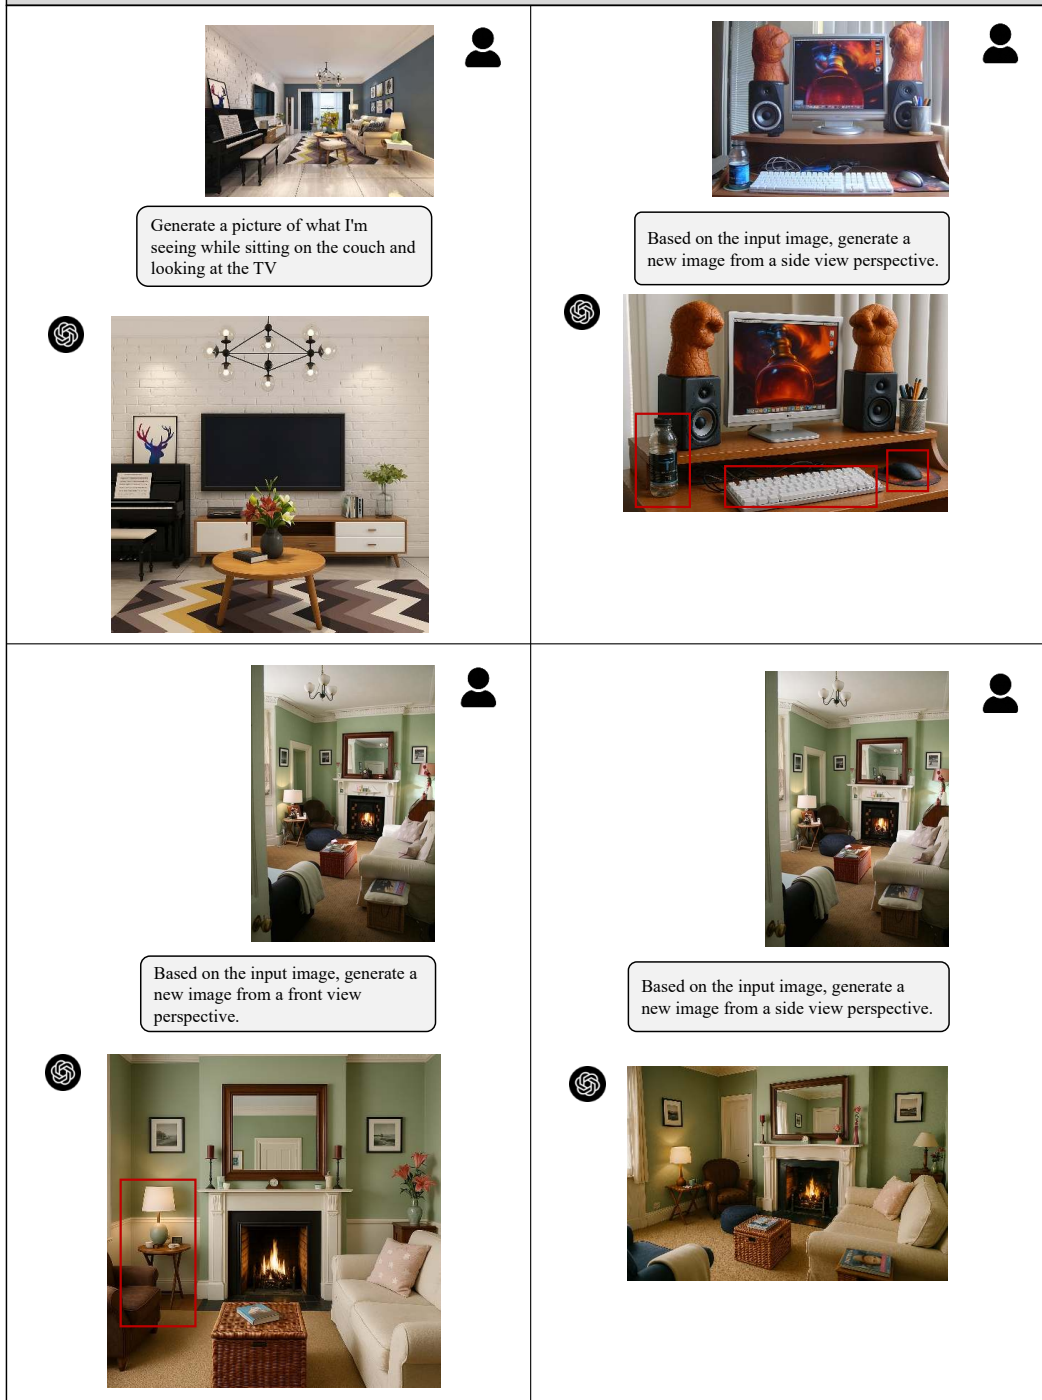 Generate a picture of what I'm
seeing while sitting on the couch and
looking at the TV
Based on the input image, generate a
new image from a side view perspective.
Based on the input image, generate a
new image from a front view
perspective.
Based on the input image, generate a
new image from a side view perspective.